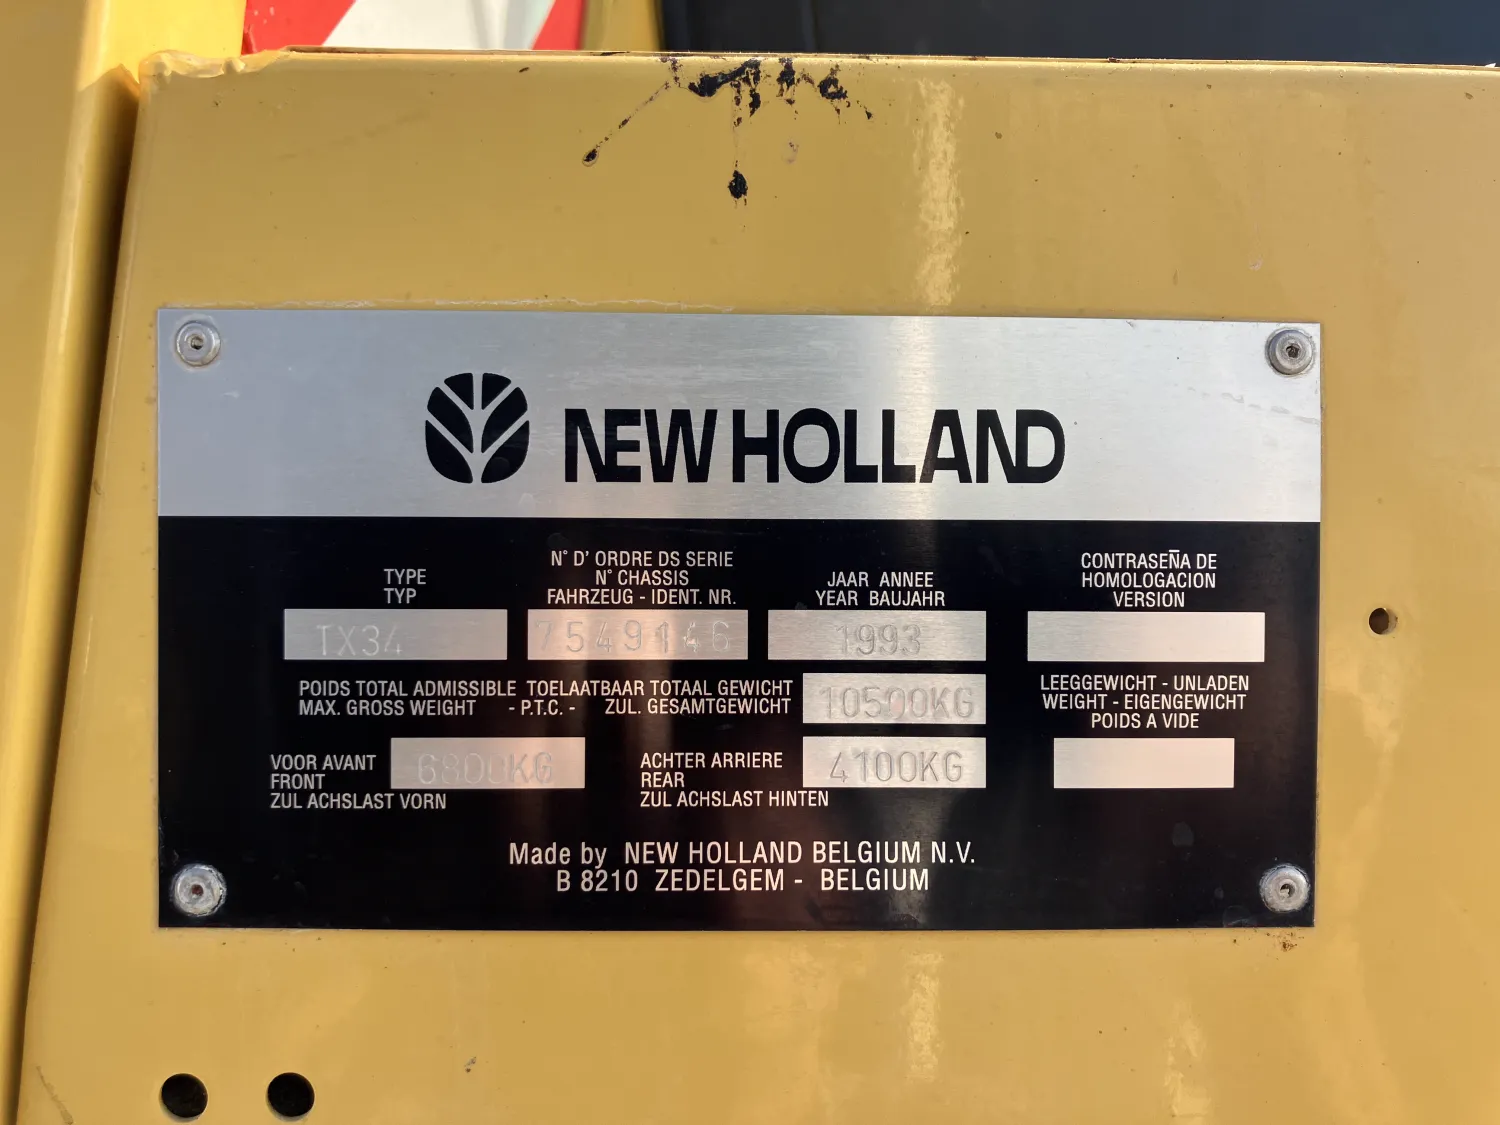 NEW HOLLAND
TYPE
TYP
TX34
N° D' ORDRE DS SERIE
N° CHASSIS
FAHRZEUG - IDENT. NR.
7549146
JAAR ANNEE
YEAR BAUJAHR
1993
CONTRASEÑA DE
HOMOLOGACION
VERSION
POIDS TOTAL ADMISSIBLE TOELAATBAAR TOTAAL GEWICHT
MAX. GROSS WEIGHT - P.T.C. - ZUL. GESAMTGEWICHT
10500KG
LEEGGEWICHT - UNLADEN
WEIGHT - EIGENGEWICHT
POIDS A VIDE
VOOR AVANT
FRONT
ZUL ACHSLAST VORN
ACHTER ARRIERE
REAR
ZUL ACHSLAST HINTEN
4100KG
Made by NEW HOLLAND BELGIUM N.V.
B 8210 ZEDELGEM - BELGIUM